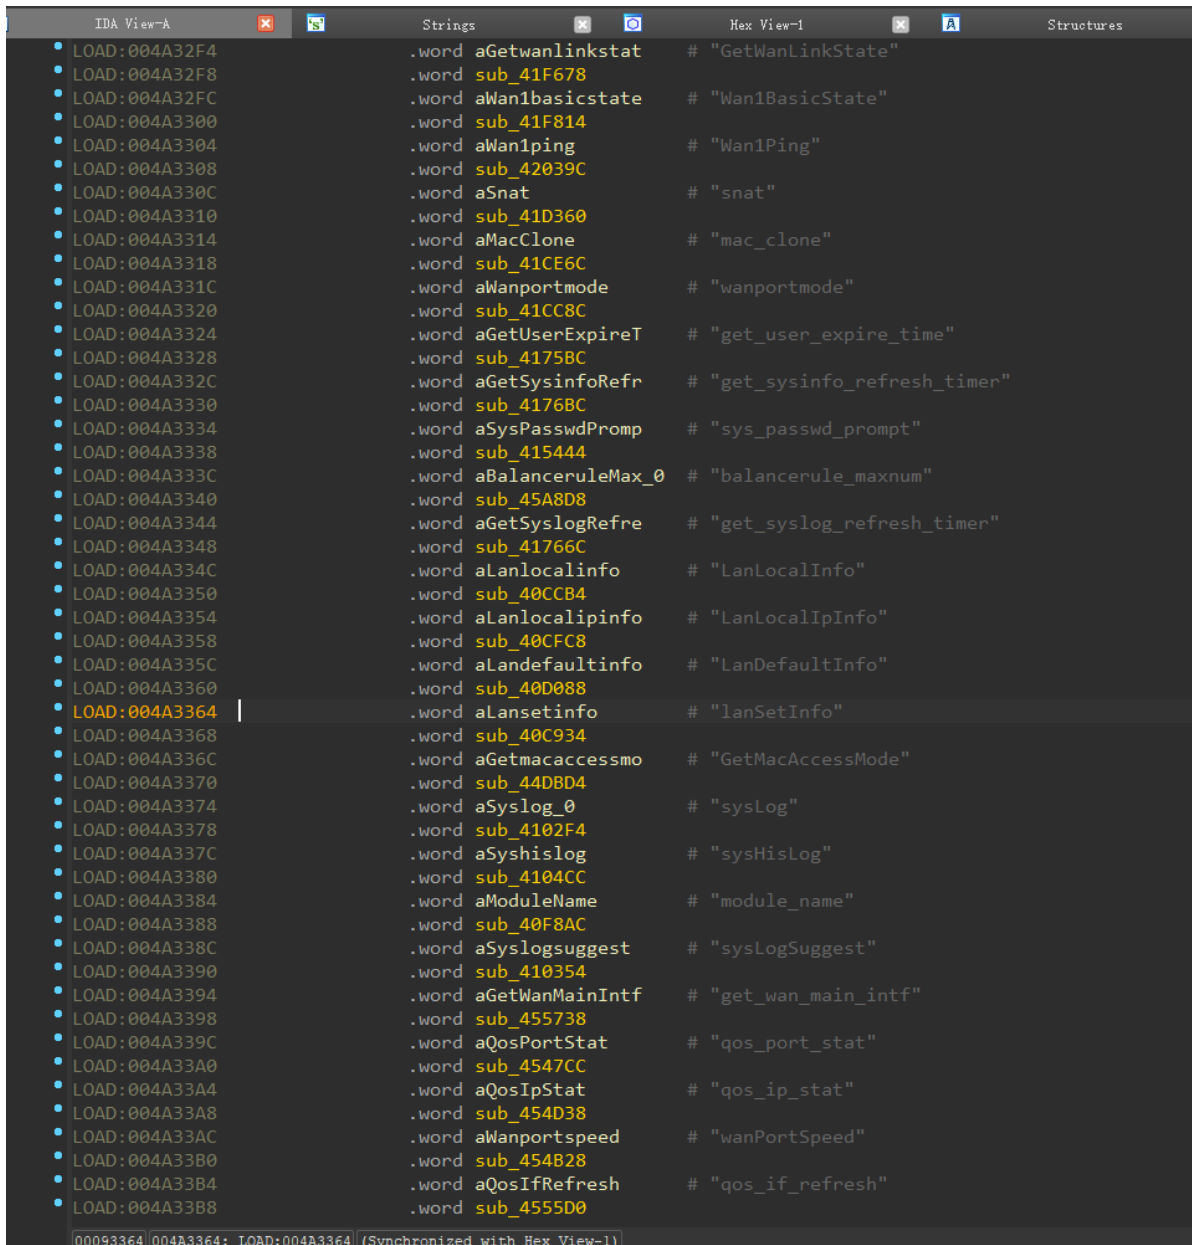 IDA View-A Strings Hex View-1 Structures
LOAD:004A32F4 .word aGetwanlinkstat # "GetWanLinkState"
LOAD:004A32F8 .word sub_41F678
LOAD:004A32FC .word aWan1basicstate # "Wan1BasicState"
LOAD:004A3300 .word sub_41F814
LOAD:004A3304 .word aWan1ping # "Wan1Ping"
LOAD:004A3308 .word sub_42039C
LOAD:004A330C .word aSnat # "snat"
LOAD:004A3310 .word sub_41D360
LOAD:004A3314 .word aMacClone # "mac_clone"
LOAD:004A3318 .word sub_41CE6C
LOAD:004A331C .word aWanportmode # "wanportmode"
LOAD:004A3320 .word sub_41CC8C
LOAD:004A3324 .word aGetUserExpireT # "get_user_expire_time"
LOAD:004A3328 .word sub_4175BC
LOAD:004A332C .word aGetSysinfoRefr # "get_sysinfo_refresh_timer"
LOAD:004A3330 .word sub_4176BC
LOAD:004A3334 .word aSysPasswdPromp # "sys_passwd_prompt"
LOAD:004A3338 .word sub_415444
LOAD:004A333C .word aBalanceruleMax_0 # "balancerule_maxnum"
LOAD:004A3340 .word sub_45A8D8
LOAD:004A3344 .word aGetSyslogRefre # "get_syslog_refresh_timer"
LOAD:004A3348 .word sub_41766C
LOAD:004A334C .word aLanlocalinfo # "LanLocalInfo"
LOAD:004A3350 .word sub_40CCB4
LOAD:004A3354 .word aLanlocalipinfo # "LanLocalIpInfo"
LOAD:004A3358 .word sub_40CFC8
LOAD:004A335C .word aLandefaultinfo # "LanDefaultInfo"
LOAD:004A3360 .word sub_40D088
LOAD:004A3364 .word aLansetinfo # "lanSetInfo"
LOAD:004A3368 .word sub_40C934
LOAD:004A336C .word aGetmacaccessmo # "GetMacAccessMode"
LOAD:004A3370 .word sub_44DBD4
LOAD:004A3374 .word aSyslog_0 # "sysLog"
LOAD:004A3378 .word sub_4102F4
LOAD:004A337C .word aSyshislog # "sysHisLog"
LOAD:004A3380 .word sub_4104CC
LOAD:004A3384 .word aModuleName # "module_name"
LOAD:004A3388 .word sub_40F8AC
LOAD:004A338C .word aSyslogsuggest # "sysLogSuggest"
LOAD:004A3390 .word sub_410354
LOAD:004A3394 .word aGetWanMainIntf # "get_wan_main_intf"
LOAD:004A3398 .word sub_455738
LOAD:004A339C .word aQosPortStat # "qos_port_stat"
LOAD:004A33A0 .word sub_4547CC
LOAD:004A33A4 .word aQosIpStat # "qos_ip_stat"
LOAD:004A33A8 .word sub_454D38
LOAD:004A33AC .word aWanportspeed # "wanPortSpeed"
LOAD:004A33B0 .word sub_454B28
LOAD:004A33B4 .word aQosIfRefresh # "qos_if_refresh"
LOAD:004A33B8 .word sub_4555D0
00093364 004A3364: LOAD:004A3364 (Synchronized with Hex View-1)